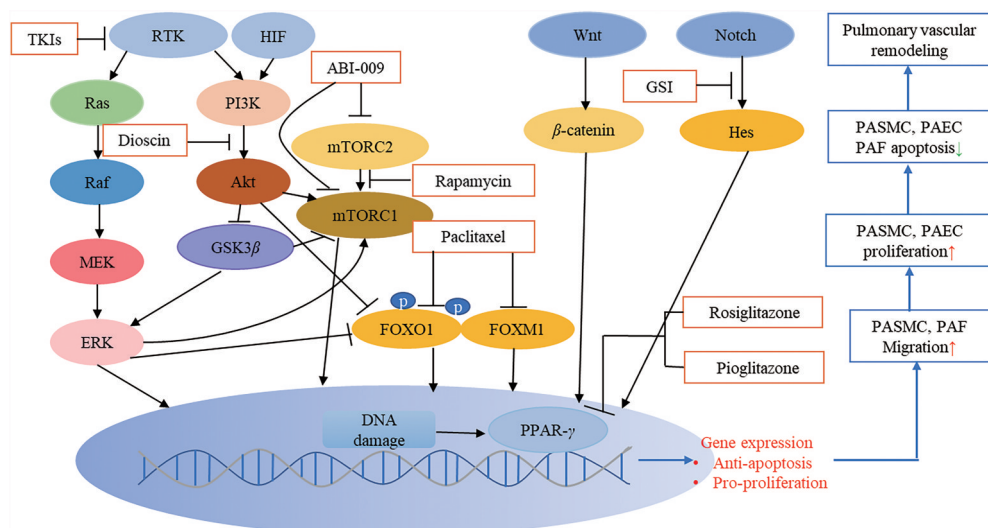 TKIs
RTK
HIF
Wnt
Notch
Pulmonary vascular
remodeling
ABI-009
GSI
Ras
PI3K
Dioscin
mTORC2
β-catenin
Hes
PASMC, PAEC
PAF apoptosis↓
Raf
Akt
Rapamycin
mTORC1
GSK3β
Paclitaxel
PASMC, PAEC
proliferation↑
MEK
p
p
FOXO1
FOXM1
ERK
Rosiglitazone
Pioglitazone
PASMC, PAF
Migration↑
DNA
damage
PPAR-γ
Gene expression
• Anti-apoptosis
• Pro-proliferation